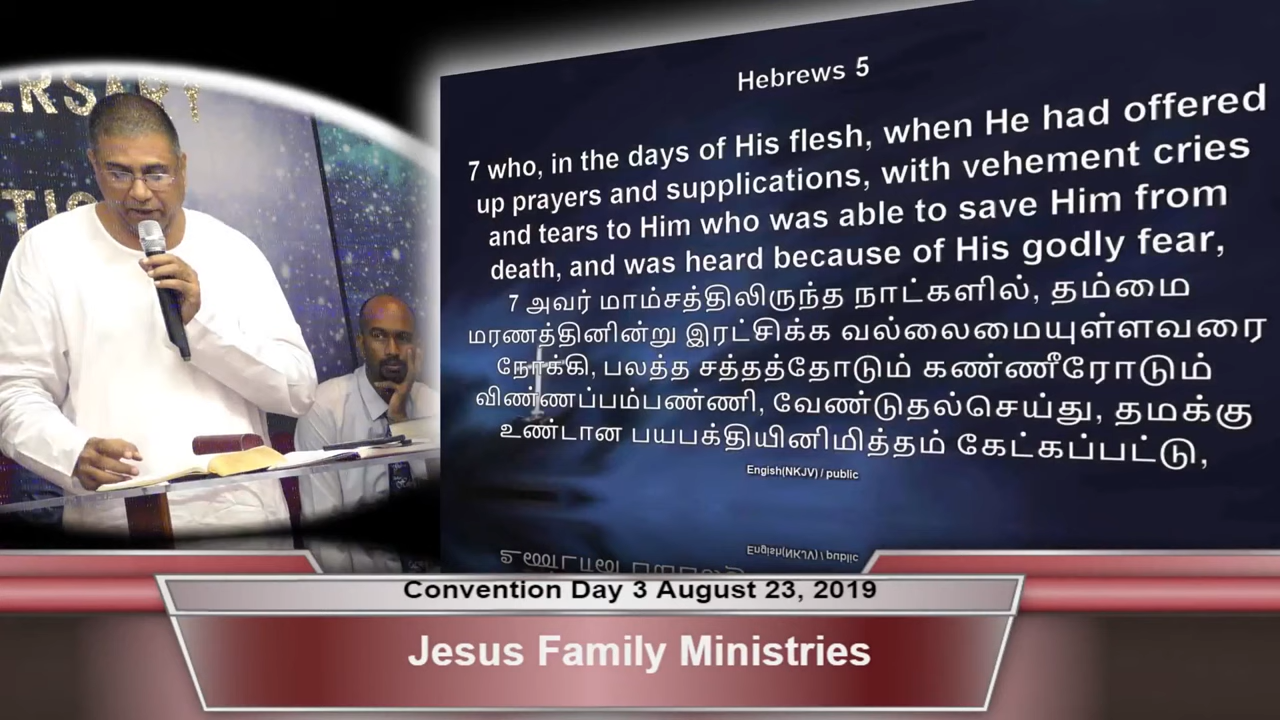 ERSARY
TIO
Hebrews 5
7 who, in the days of His flesh, when He had offered
up prayers and supplications, with vehement cries
and tears to Him who was able to save Him from
death, and was heard because of His godly fear,
7 அவர் மாம்சத்திலிருந்த நாட்களில், தம்மை
மரணத்தினின்று இரட்சிக்க வல்லைமையுள்ளவரை
நோக்கி, பலத்த சத்தத்தோடும் கண்ணீரோடும்
விண்ணப்பம்பண்ணி, வேண்டுதல்செய்து, தமக்கு
உண்டான பயபக்தியினிமித்தம் கேட்கப்பட்டு,
Engish(NKJV) / public
Convention Day 3 August 23, 2019
Jesus Family Ministries